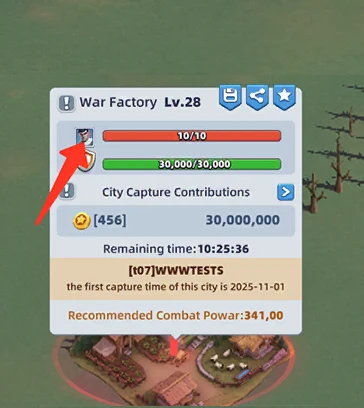 War Factory Lv.28
10/10
30,000/30,000
City Capture Contributions
[456] 30,000,000
Remaining time:10:25:36
[t07]WWWTESTS
the first capture time of this city is 2025-11-01
Recommended Combat Powar:341,00